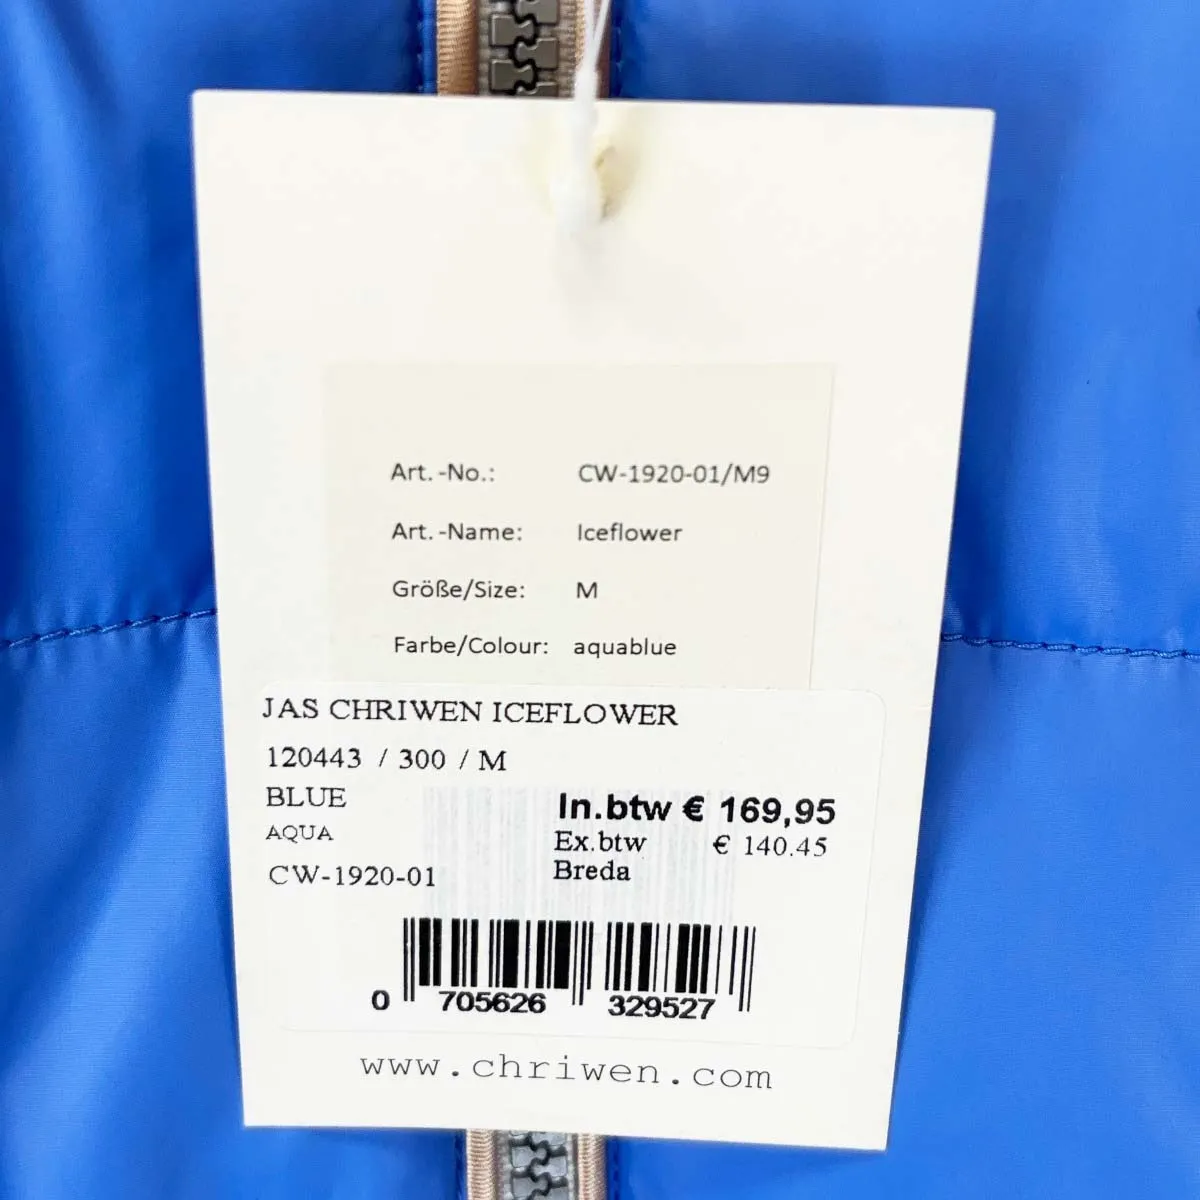 Art.-No.: CW-1920-01/M9
Art.-Name: Iceflower
Größe/Size: M
Farbe/Colour: aquablue
JAS CHRIWEN ICEFLOWER
120443 / 300 / M
BLUE
In.btw € 169,95
AQUA
Ex.btw € 140.45
CW-1920-01
Breda
0 705626 329527
www.chriwen.com